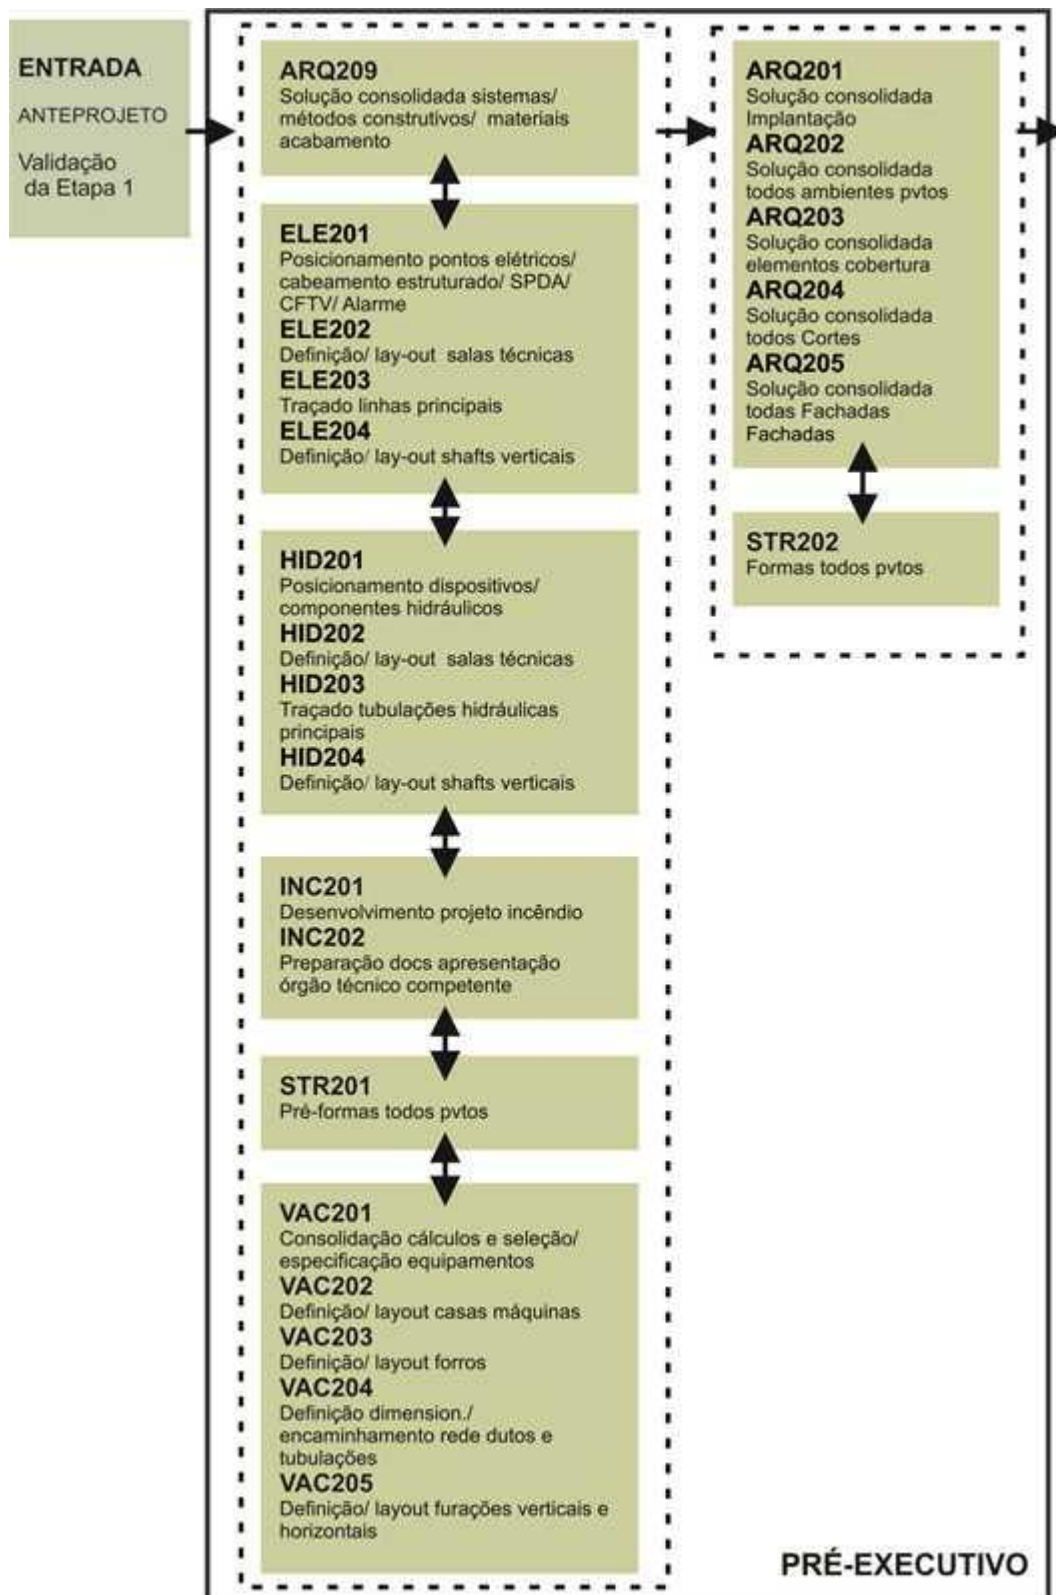 ENTRADA
ANTEPROJETO
Validação
da Etapa 1
ARQ209
Solução consolidada sistemas/
métodos construtivos/ materiais
acabamento
ELE201
Posicionamento pontos elétricos/
cabeamento estruturado/ SPDA/
CFTV/ Alarme
ELE202
Definição/ lay-out salas técnicas
ELE203
Traçado linhas principais
ELE204
Definição/ lay-out shafts verticais
HID201
Posicionamento dispositivos/
componentes hidráulicos
HID202
Definição/ lay-out salas técnicas
HID203
Traçado tubulações hidráulicas
principais
HID204
Definição/ lay-out shafts verticais
INC201
Desenvolvimento projeto incêndio
INC202
Preparação docs apresentação
órgão técnico competente
STR201
Pré-formas todos pvtos
VAC201
Consolidação cálculos e seleção/
especificação equipamentos
VAC202
Definição/ layout casas máquinas
VAC203
Definição/ layout forros
VAC204
Definição dimension./
encaminhamento rede dutos e
tubulações
VAC205
Definição/ layout furações verticais e
horizontais
ARQ201
Solução consolidada
Implantação
ARQ202
Solução consolidada
todos ambientes pvtos
ARQ203
Solução consolidada
elementos cobertura
ARQ204
Solução consolidada
todos Cortes
ARQ205
Solução consolidada
todas Fachadas
Fachadas
STR202
Formas todos pvtos
PRÉ-EXECUTIVO